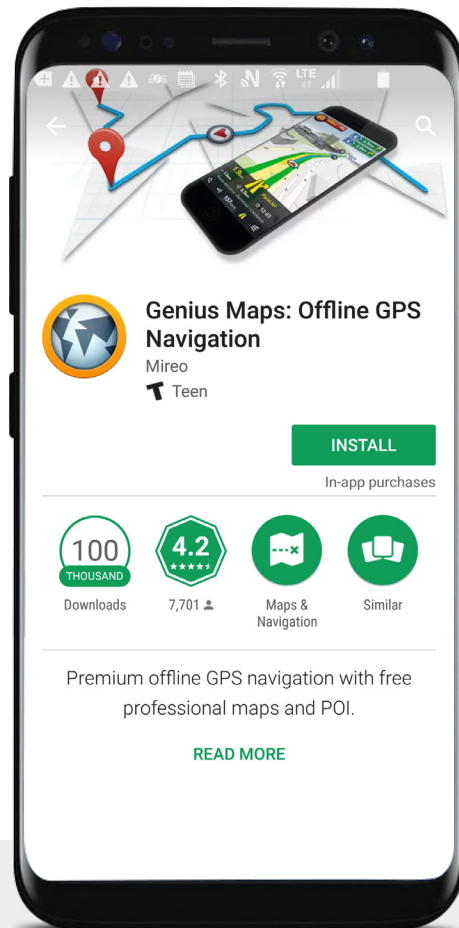 LTE
Genius Maps: Offline GPS
Navigation
Mireo
Teen
INSTALL
In-app purchases
100
THOUSAND
Downloads
4.2
7,701
Maps &
Navigation
Similar
Premium offline GPS navigation with free
professional maps and POI.
READ MORE